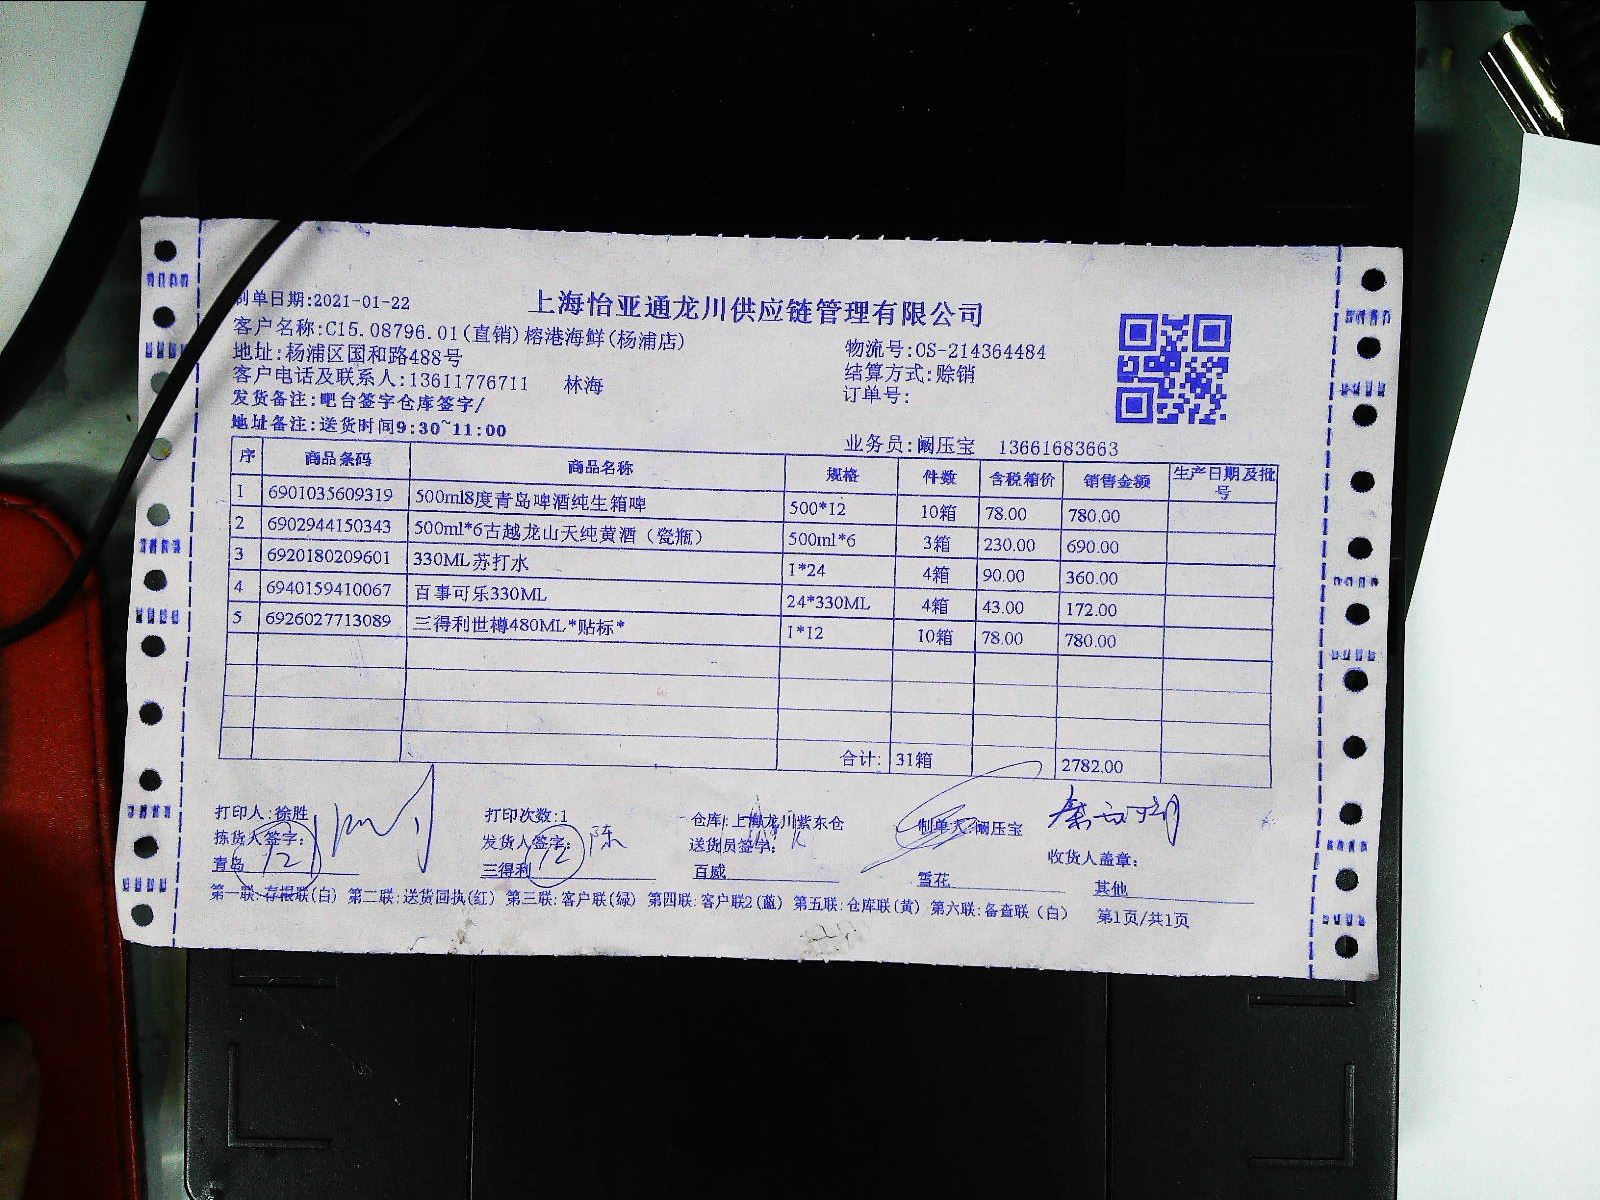 制单日期:2021-01-22
上海怡亚通龙川供应链管理有限公司
客户名称:C15.08796.01(直销)榕港海鲜(杨浦店)
地址:杨浦区国和路488号
物流号:OS-214364484
客户电话及联系人:13611776711 林海
结算方式:赊销
发货备注:吧台签字仓库签字/
订单号:
地址备注:送货时间9:30~11:00
业务员:阚压宝 13661683663
序 商品条码 商品名称 规格 件数 含税箱价 销售金额 生产日期及批号
1 6901035609319 500ml8度青岛啤酒纯生箱啤 500*12 10箱 78.00 780.00
2 6902944150343 500ml*6古越龙山天纯黄酒（瓷瓶） 500ml*6 3箱 230.00 690.00
3 6920180209601 330ML苏打水 1*24 4箱 90.00 360.00
4 6940159410067 百事可乐330ML 24*330ML 4箱 43.00 172.00
5 6926027713089 三得利世樽480ML*贴标* 1*12 10箱 78.00 780.00
合计: 31箱 2782.00
打印人:徐胜 打印次数:1 仓库:上海龙川紫东仓 制单人:阚压宝
拣货人签字: 发货人签字: 陈 送货员签字: 收货人盖章:
青岛 12 三得利 12 百威 雪花 其他
第一联:存根联(白) 第二联:送货回执(红) 第三联:客户联(绿) 第四联:客户联2(蓝) 第五联:仓库联(黄) 第六联:备查联（白） 第1页/共1页